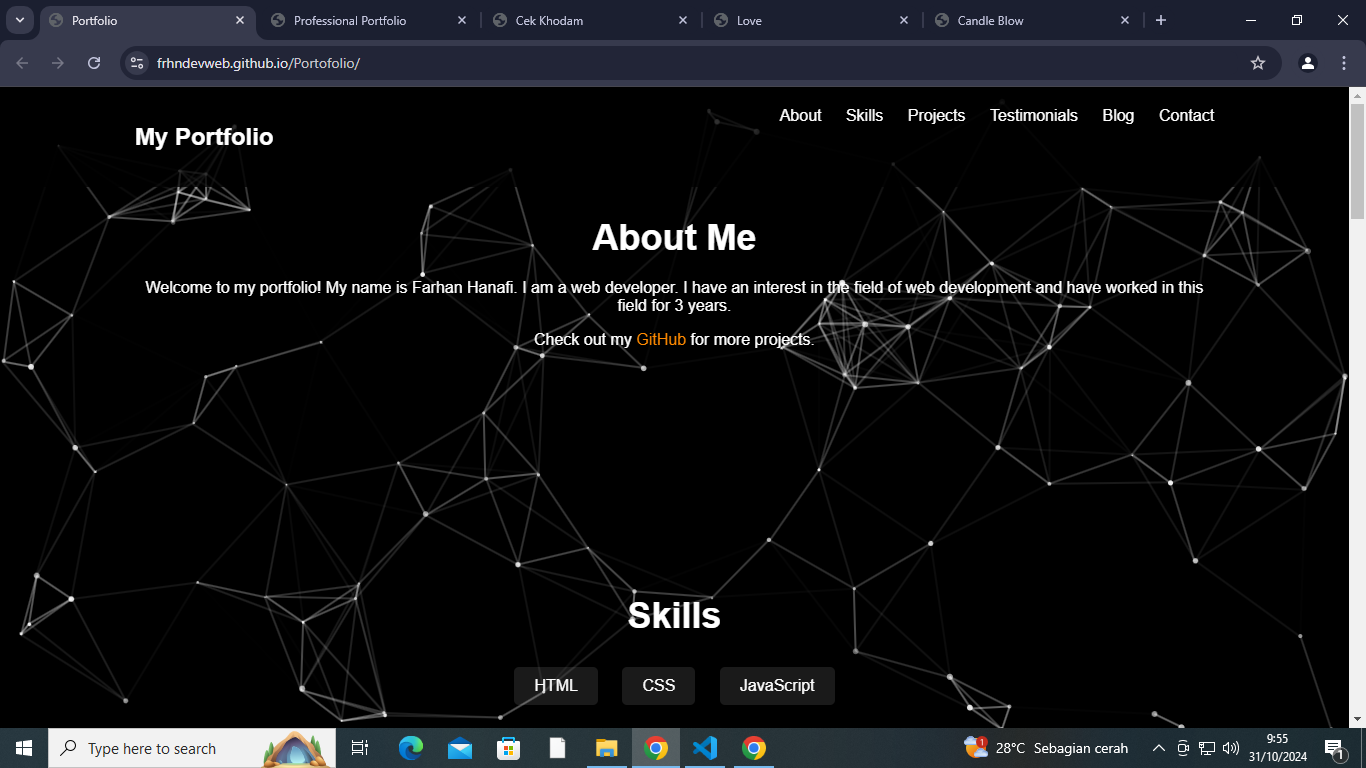 Portfolio
Professional Portfolio
Cek Khodam
Love
Candle Blow
frhndevweb.github.io/Portofolio/
My Portfolio
About
Skills
Projects
Testimonials
Blog
Contact
About Me
Welcome to my portfolio! My name is Farhan Hanafi. I am a web developer. I have an interest in the field of web development and have worked in this
field for 3 years.
Check out my GitHub for more projects.
Skills
HTML
CSS
JavaScript
Type here to search
1
28°C Sebagian cerah
9:55
31/10/2024
1